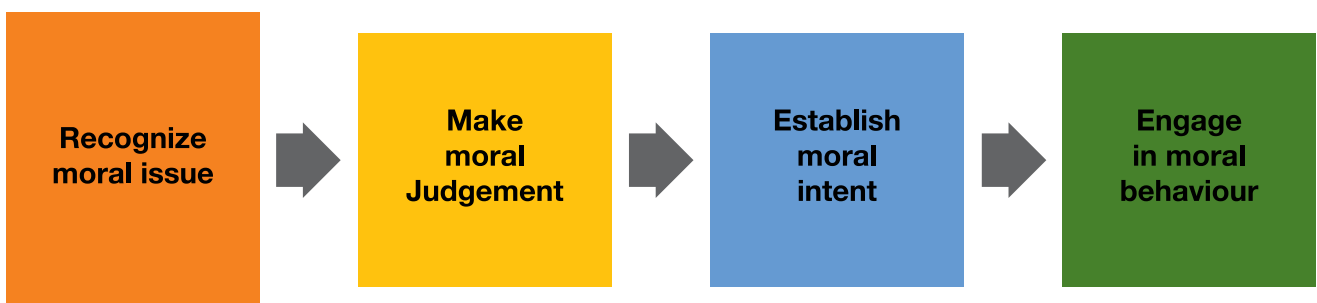 Recognize
moral issue
Make
moral
Judgement
Establish
moral
intent
Engage
in moral
behaviour